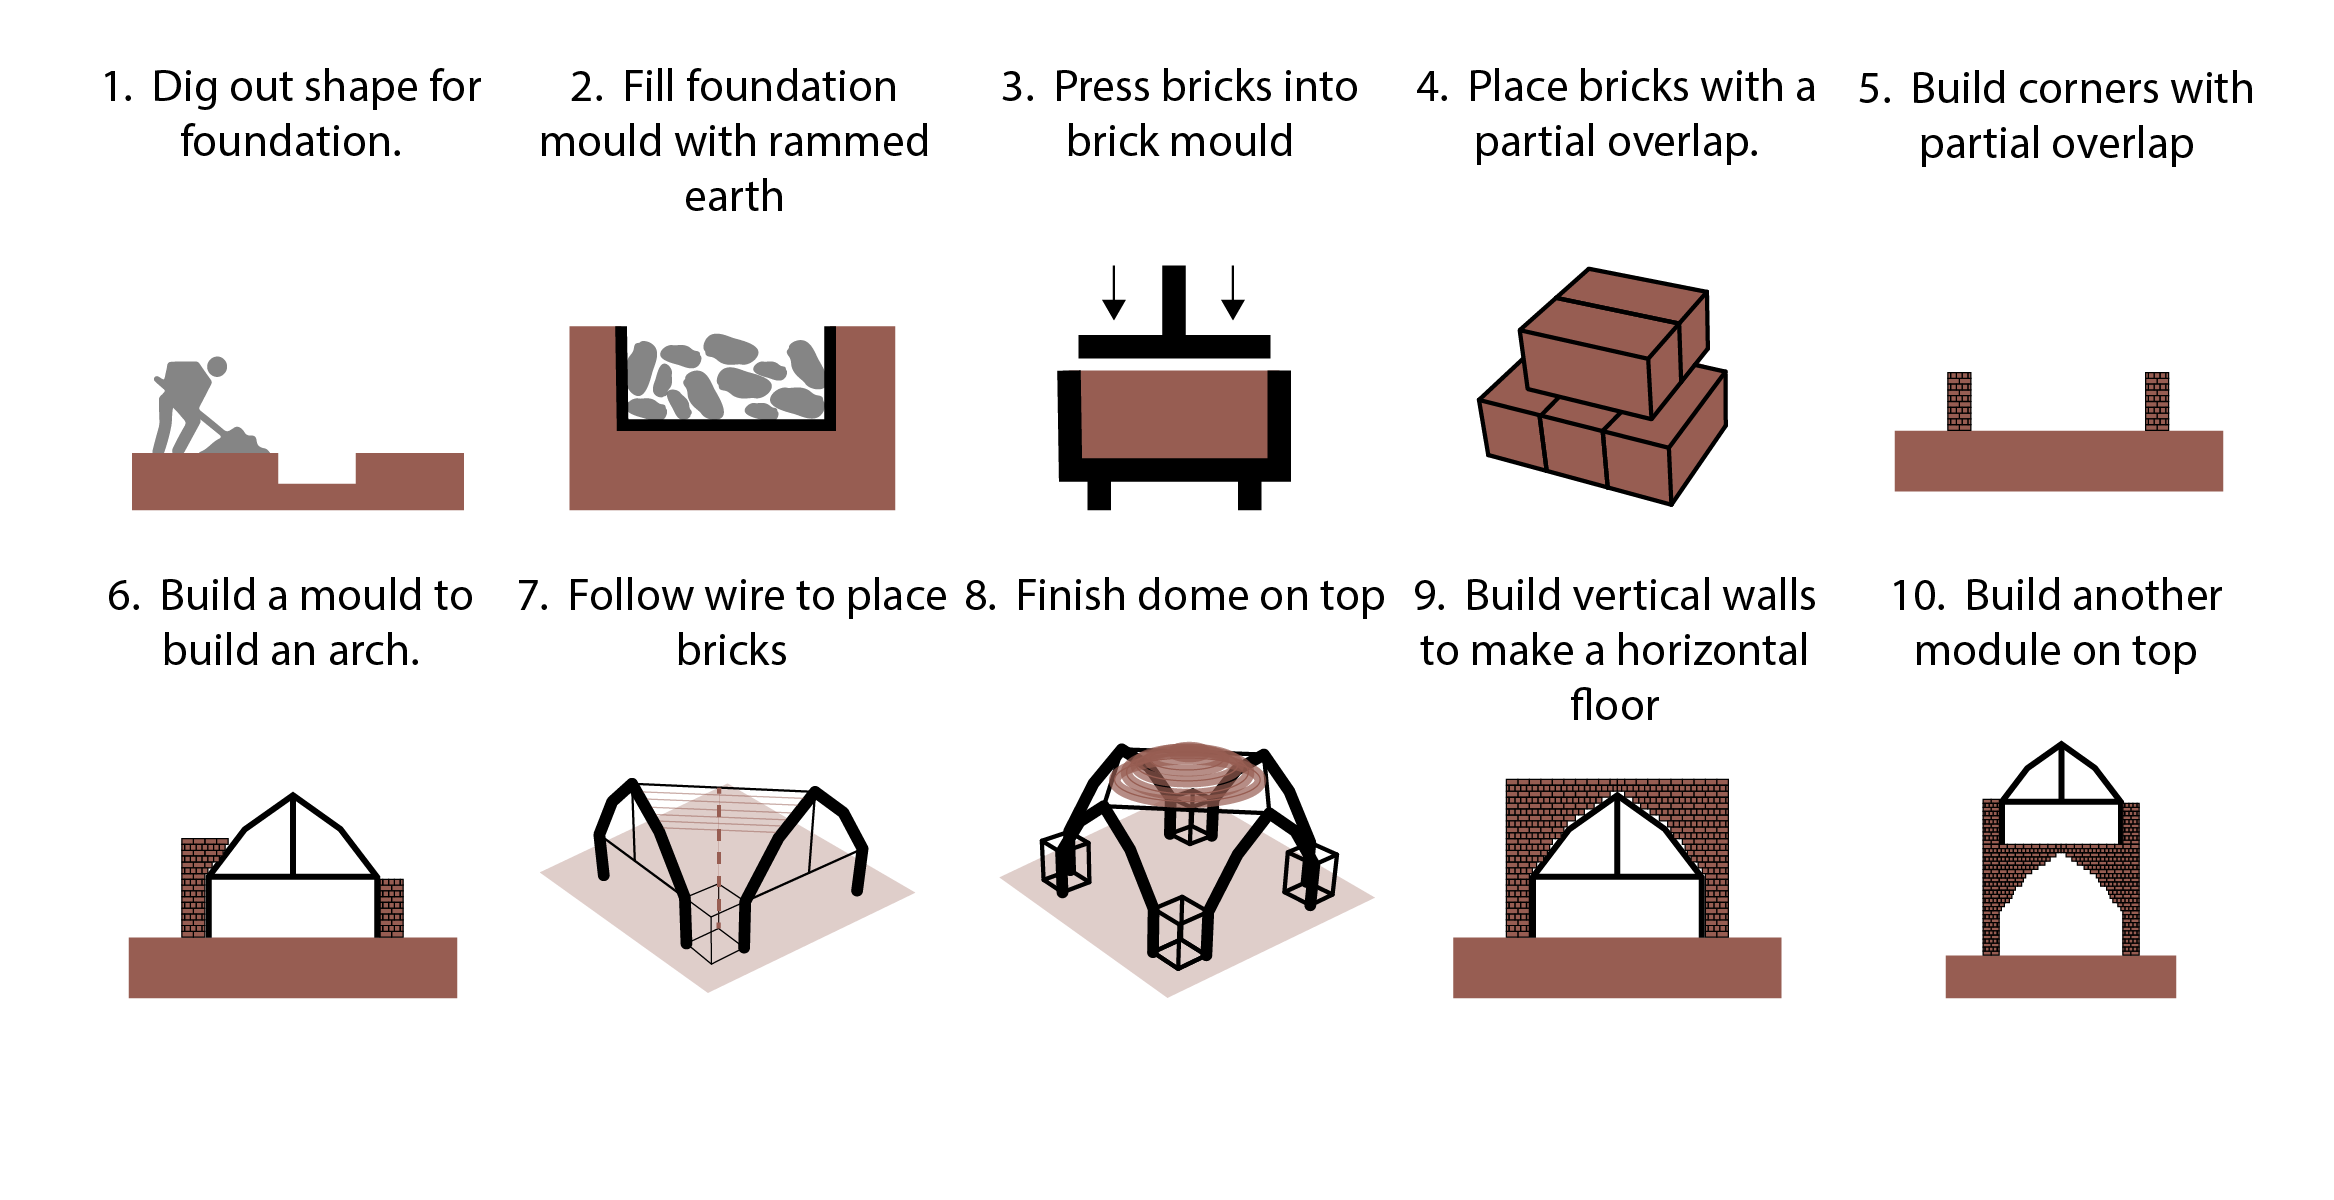 1. Dig out shape for
foundation.
2. Fill foundation
mould with rammed
earth
3. Press bricks into
brick mould
4. Place bricks with a
partial overlap.
5. Build corners with
partial overlap
6. Build a mould to
build an arch.
7. Follow wire to place
bricks
8. Finish dome on top
9. Build vertical walls
to make a horizontal
floor
10. Build another
module on top